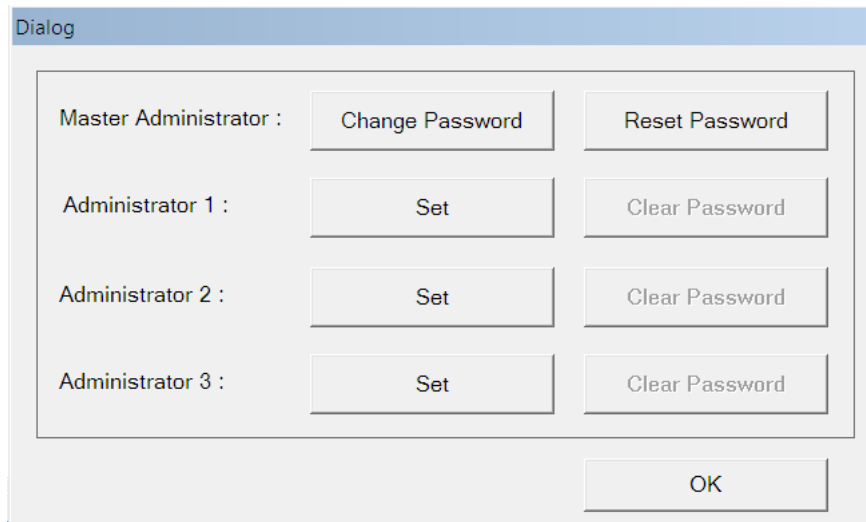 Dialog
Master Administrator : Change Password Reset Password
Administrator 1 : Set Clear Password
Administrator 2 : Set Clear Password
Administrator 3 : Set Clear Password
OK